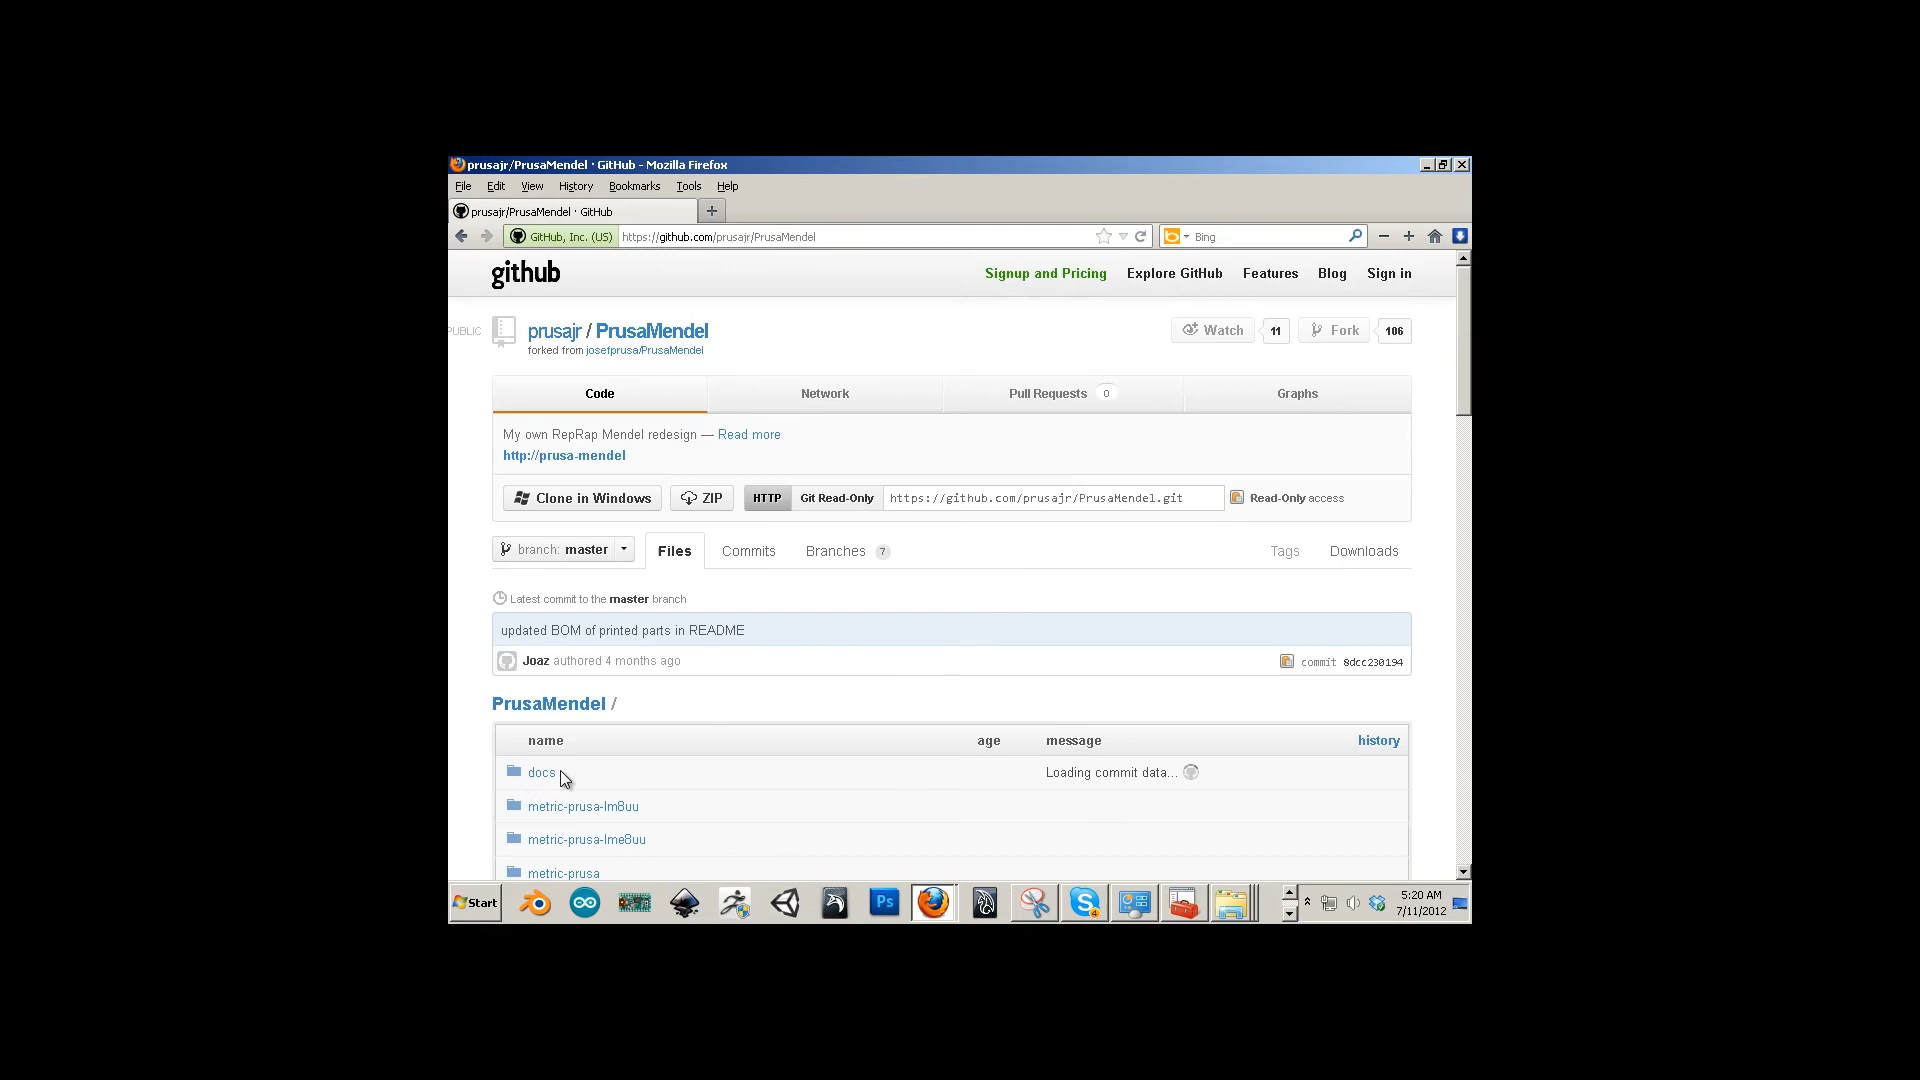 prusajr/PrusaMendel · GitHub - Mozilla Firefox
File Edit View History Bookmarks Tools Help
prusajr/PrusaMendel · GitHub +
GitHub, Inc. (US) https://github.com/prusajr/PrusaMendel Bing
github Signup and Pricing Explore GitHub Features Blog Sign in
PUBLIC prusajr / PrusaMendel Watch 11 Fork 106
forked from josefprusa/PrusaMendel
Code Network Pull Requests 0 Graphs
My own RepRap Mendel redesign — Read more
http://prusa-mendel
Clone in Windows ZIP HTTP Git Read-Only https://github.com/prusajr/PrusaMendel.git Read-Only access
branch: master Files Commits Branches 7 Tags Downloads
Latest commit to the master branch
updated BOM of printed parts in README
Joaz authored 4 months ago commit 8dcc230194
PrusaMendel /
name age message history
docs Loading commit data...
metric-prusa-lm8uu
metric-prusa-lme8uu
metric-prusa
Start Ps S 4 5:20 AM
7/11/2012